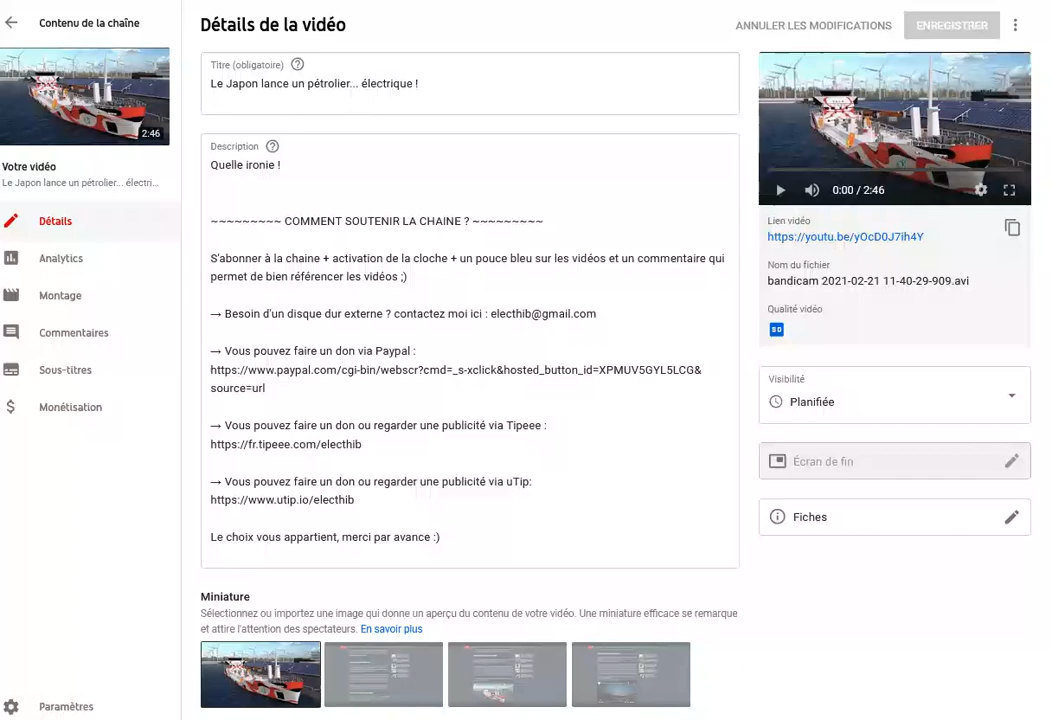 Contenu de la chaîne
2:46
Votre vidéo
Le Japon lance un pétrolier... électri...
Détails
Analytics
Montage
Commentaires
Sous-titres
Monétisation
Paramètres
Détails de la vidéo
ANNULER LES MODIFICATIONS
ENREGISTRER
Titre (obligatoire)
Le Japon lance un pétrolier... électrique !
Description
Quelle ironie !
~~~~~~~~~ COMMENT SOUTENIR LA CHAINE ? ~~~~~~~~~
S'abonner à la chaine + activation de la cloche + un pouce bleu sur les vidéos et un commentaire qui
permet de bien référencer les vidéos ;)
→ Besoin d'un disque dur externe ? contactez moi ici : electhib@gmail.com
→ Vous pouvez faire un don via Paypal :
https://www.paypal.com/cgi-bin/webscr?cmd=_s-xclick&hosted_button_id=XPMUV5GYL5LCG&
source=url
→ Vous pouvez faire un don ou regarder une publicité via Tipeee :
https://fr.tipeee.com/electhib
→ Vous pouvez faire un don ou regarder une publicité via uTip:
https://www.utip.io/electhib
Le choix vous appartient, merci par avance :)
Miniature
Sélectionnez ou importez une image qui donne un aperçu du contenu de votre vidéo. Une miniature efficace se remarque
et attire l'attention des spectateurs. En savoir plus
0:00 / 2:46
Lien vidéo
https://youtu.be/yOcD0J7ih4Y
Nom du fichier
bandicam 2021-02-21 11-40-29-909.avi
Qualité vidéo
SD
Visibilité
Planifiée
Écran de fin
Fiches